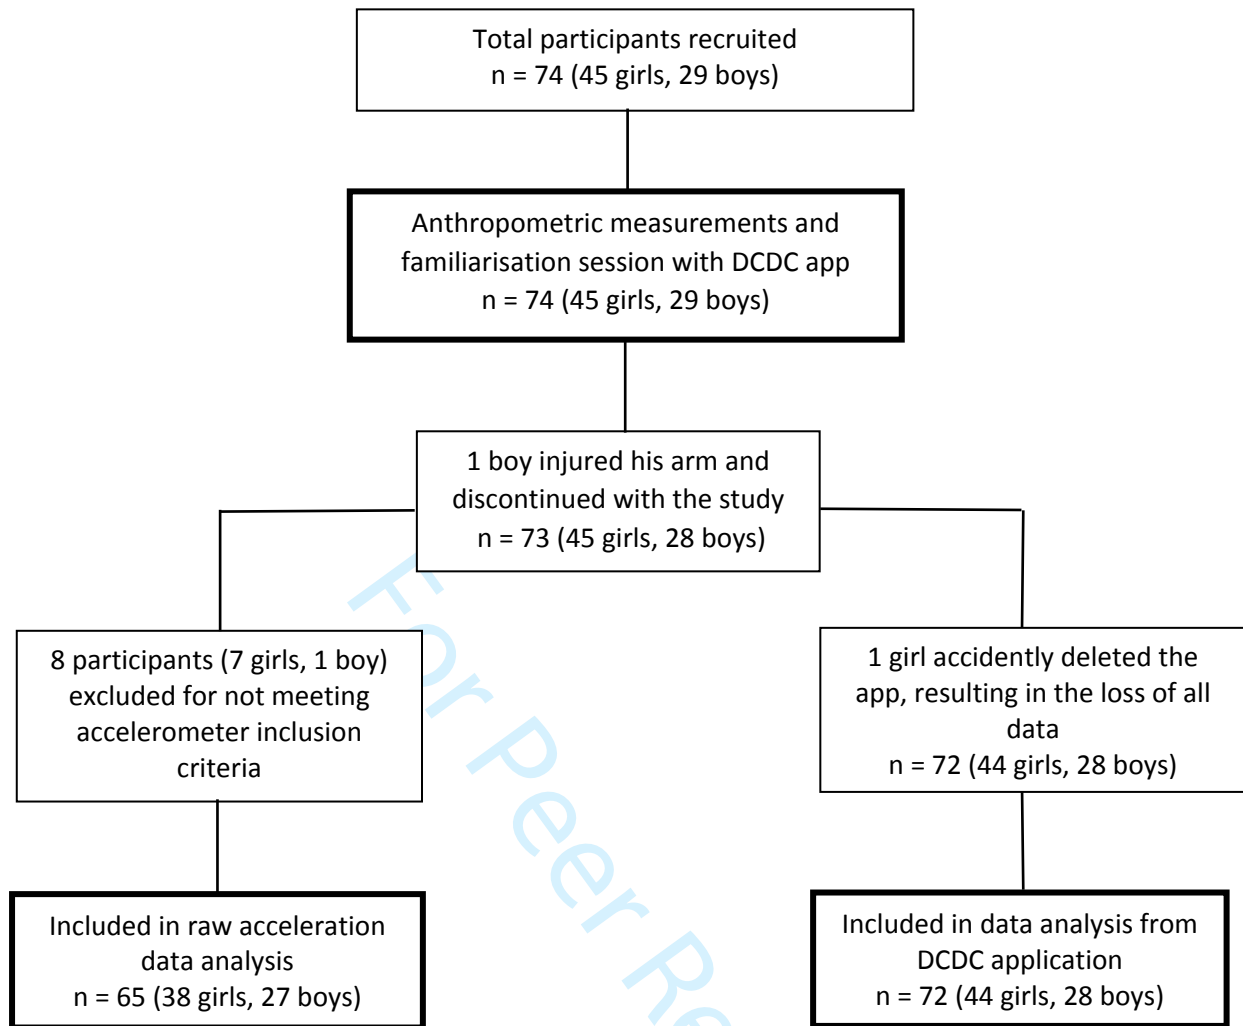 Total participants recruited
n = 74 (45 girls, 29 boys)
Anthropometric measurements and
familiarisation session with DCDC app
n = 74 (45 girls, 29 boys)
1 boy injured his arm and
discontinued with the study
n = 73 (45 girls, 28 boys)
8 participants (7 girls, 1 boy)
excluded for not meeting
accelerometer inclusion
criteria
1 girl accidently deleted the
app, resulting in the loss of all
data
n = 72 (44 girls, 28 boys)
Included in raw acceleration
data analysis
n = 65 (38 girls, 27 boys)
Included in data analysis from
DCDC application
n = 72 (44 girls, 28 boys)
For Peer Re